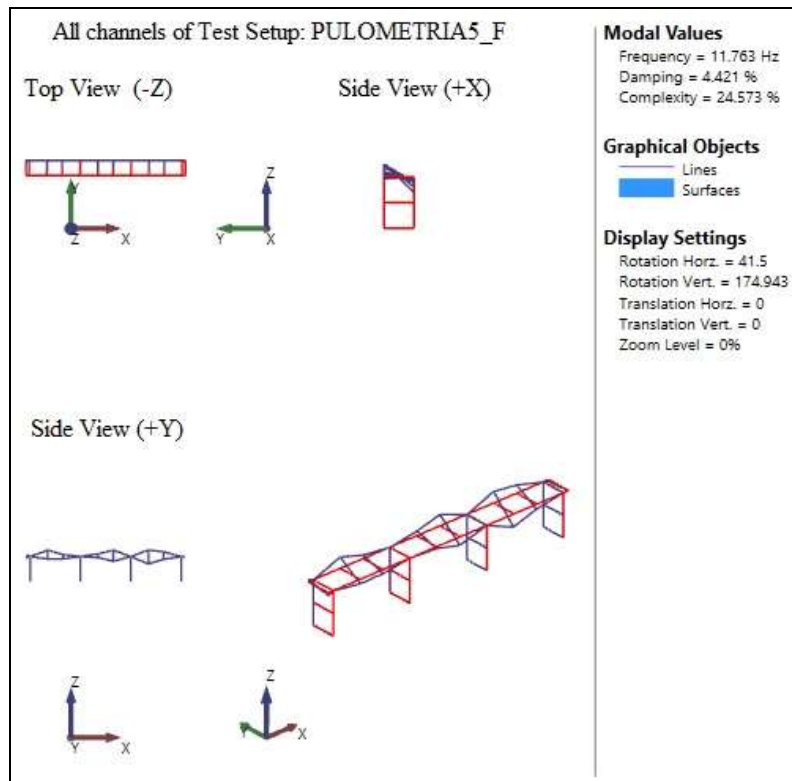 All channels of Test Setup: PULOMETRIA5_F
Top View (-Z)
Side View (+X)
Y
Z
X
Z
Y
X
Side View (+Y)
Z
Y
X
Z
Y
X
Modal Values
Frequency = 11.763 Hz
Damping = 4.421 %
Complexity = 24.573 %
Graphical Objects
Lines
Surfaces
Display Settings
Rotation Horz. = 41.5
Rotation Vert. = 174.943
Translation Horz. = 0
Translation Vert. = 0
Zoom Level = 0%